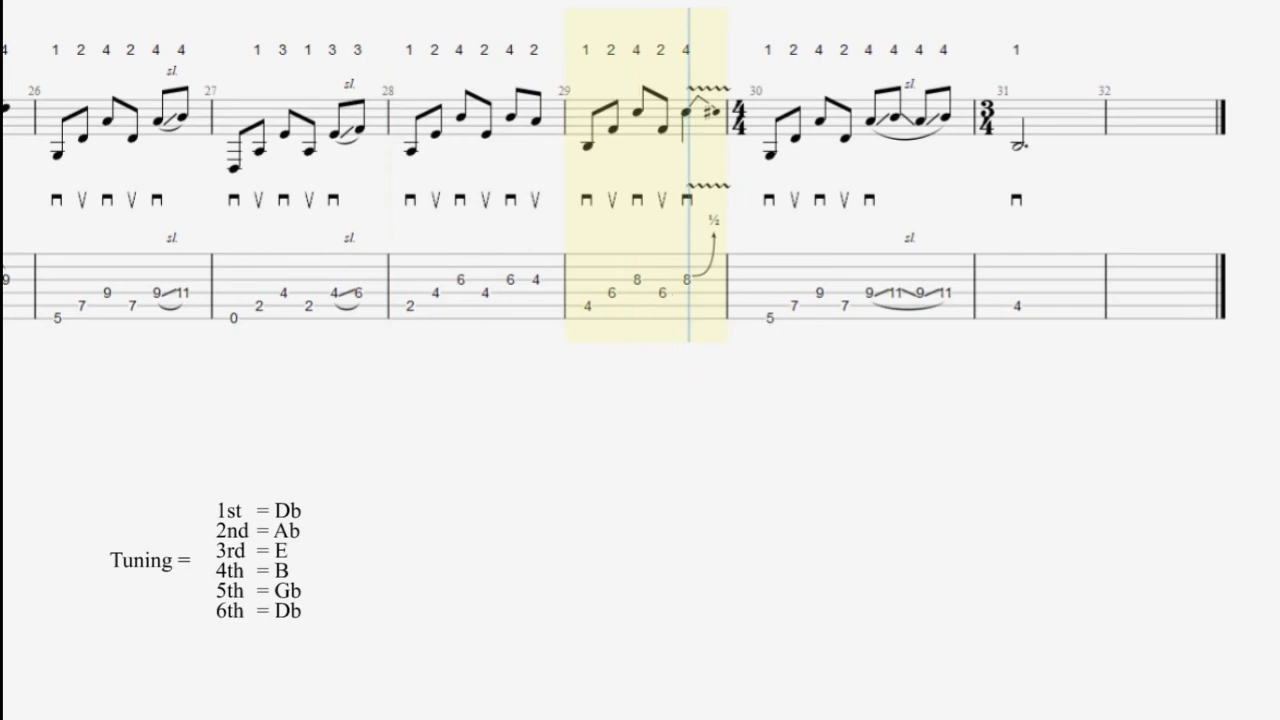 4 1 2 4 2 4 4 1 3 1 3 3 1 2 4 2 4 2 1 2 4 2 4 1 2 4 2 4 4 4 4 1
sl. sl. sl.
26 27 28 29 30 31 32
4 4 3 4
½
sl. sl. sl.
9 5 7 9 7 9 11 0 2 4 2 4 6 2 4 6 4 6 4 4 6 8 6 8 5 7 9 7 9 11 9 11 4
Tuning =
1st = Db
2nd = Ab
3rd = E
4th = B
5th = Gb
6th = Db